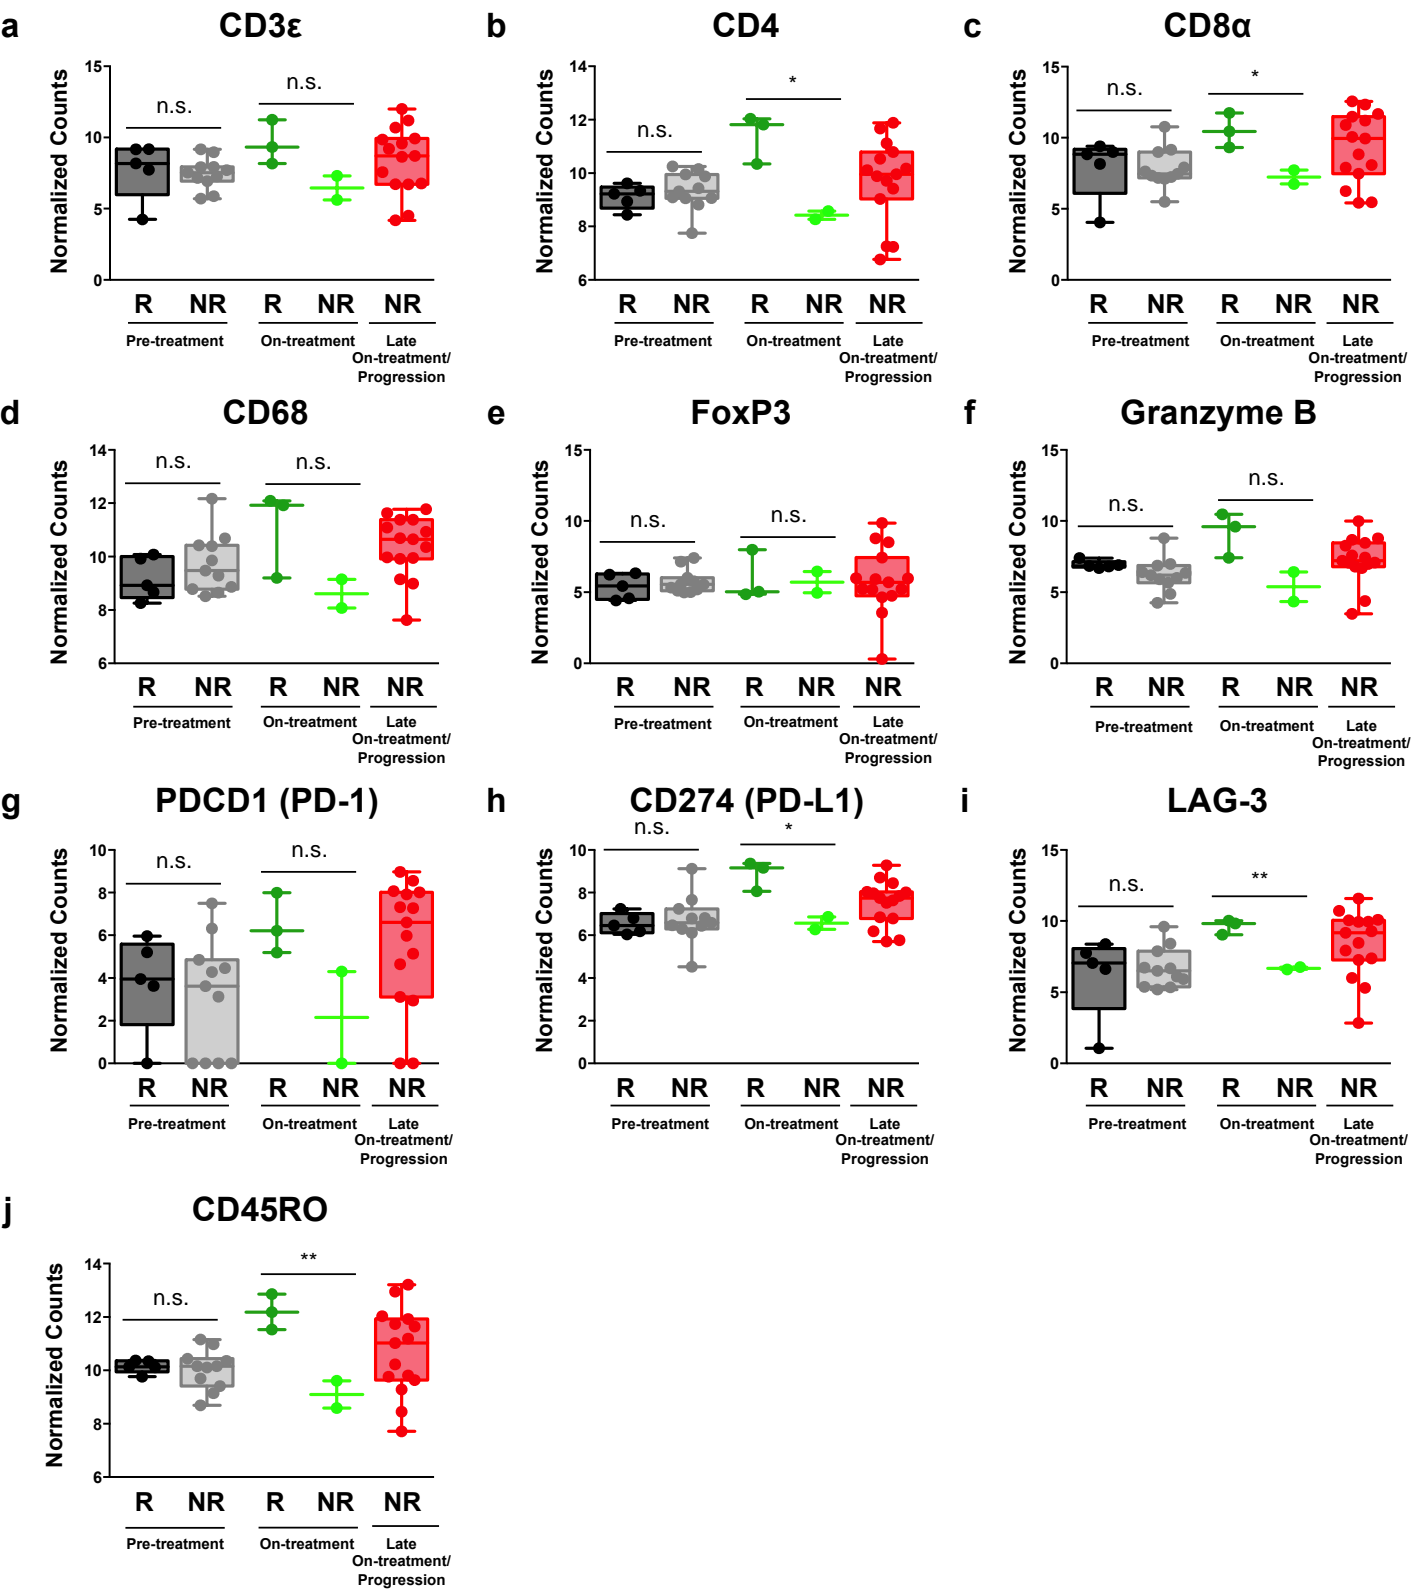 a
CD3ε
Normalized Counts
15
10
5
0
n.s.
n.s.
R NR R NR NR
Pre-treatment On-treatment Late
On-treatment/
Progression
b
CD4
Normalized Counts
14
12
10
8
6
n.s.
*
R NR R NR NR
Pre-treatment On-treatment Late
On-treatment/
Progression
c
CD8α
Normalized Counts
15
10
5
0
n.s.
*
R NR R NR NR
Pre-treatment On-treatment Late
On-treatment/
Progression
d
CD68
Normalized Counts
14
12
10
8
6
n.s.
n.s.
R NR R NR NR
Pre-treatment On-treatment Late
On-treatment/
Progression
e
FoxP3
Normalized Counts
15
10
5
0
n.s.
n.s.
R NR R NR NR
Pre-treatment On-treatment Late
On-treatment/
Progression
f
Granzyme B
Normalized Counts
15
10
5
0
n.s.
n.s.
R NR R NR NR
Pre-treatment On-treatment Late
On-treatment/
Progression
g
PDCD1 (PD-1)
Normalized Counts
10
8
6
4
2
0
n.s.
n.s.
R NR R NR NR
Pre-treatment On-treatment Late
On-treatment/
Progression
h
CD274 (PD-L1)
Normalized Counts
10
8
6
4
2
0
n.s.
*
R NR R NR NR
Pre-treatment On-treatment Late
On-treatment/
Progression
i
LAG-3
Normalized Counts
15
10
5
0
n.s.
**
R NR R NR NR
Pre-treatment On-treatment Late
On-treatment/
Progression
j
CD45RO
Normalized Counts
14
12
10
8
6
n.s.
**
R NR R NR NR
Pre-treatment On-treatment Late
On-treatment/
Progression